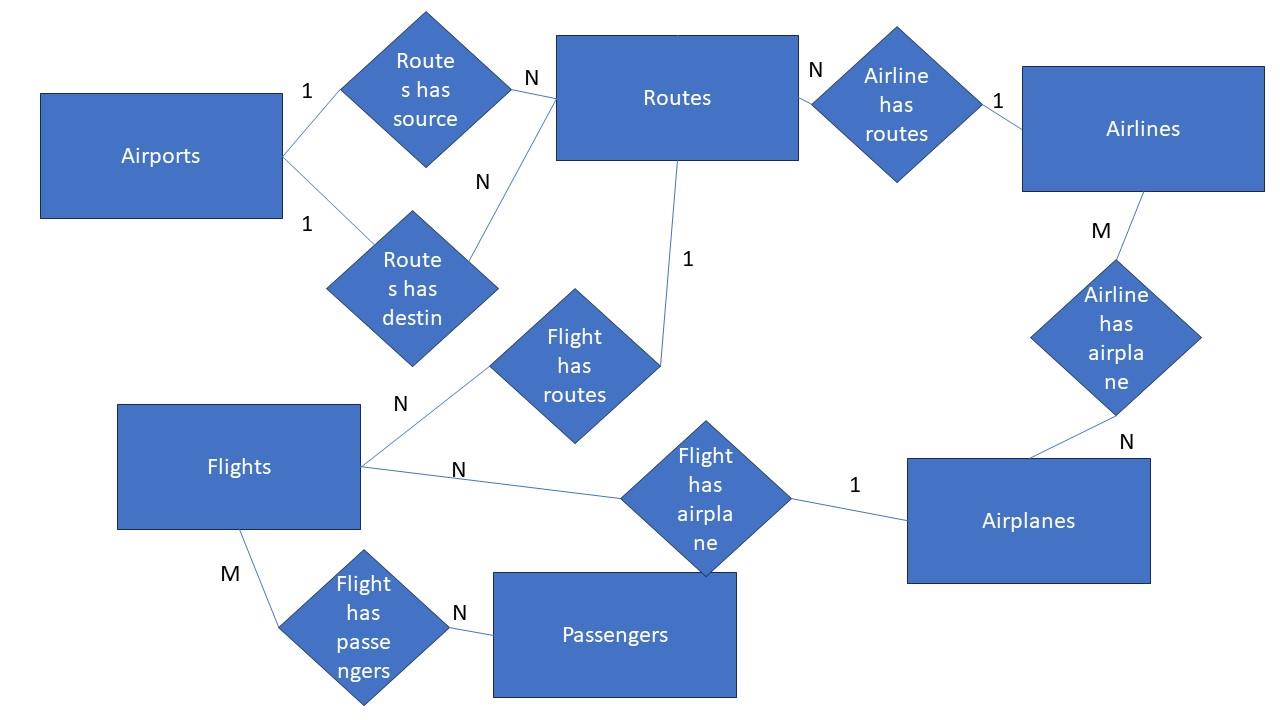 Route
s has
source
N
1
Airports
Routes
N
Airline
has
routes
1
Airlines
N
1
Route
s has
destin
1
M
Airline
has
airpla
ne
N
Flight
has
routes
N
Flights
N
Flight
has
airpla
ne
1
Airplanes
M
Flight
has
passe
ngers
N
Passengers